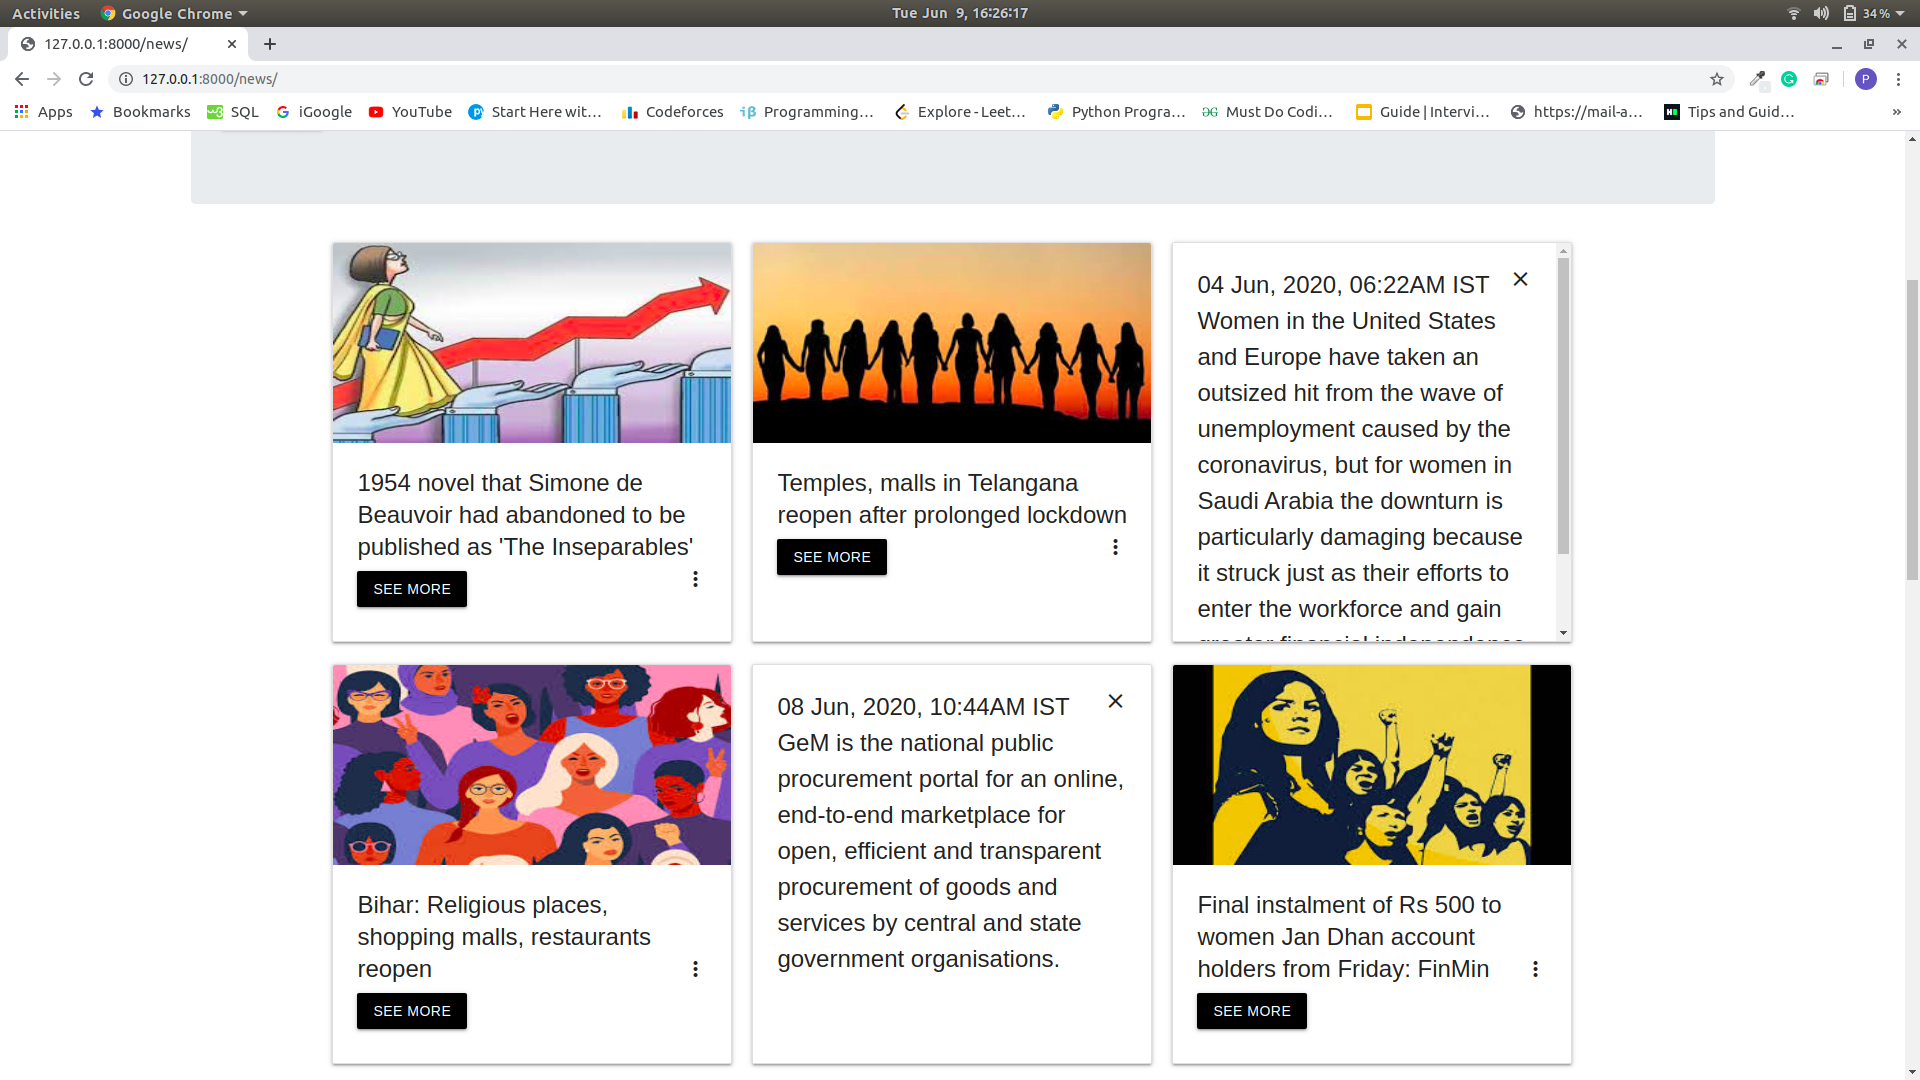 Activities Google Chrome Tue Jun 9, 16:26:17 34%
127.0.0.1:8000/news/
127.0.0.1:8000/news/ P
Apps Bookmarks SQL iGoogle YouTube Start Here wit... Codeforces Programming... Explore - Leet... Python Progra... Must Do Codi... Guide | Intervi... https://mail-a... Tips and Guid... »
1954 novel that Simone de
Beauvoir had abandoned to be
published as 'The Inseparables'
SEE MORE
Temples, malls in Telangana
reopen after prolonged lockdown
SEE MORE
04 Jun, 2020, 06:22AM IST
Women in the United States
and Europe have taken an
outsized hit from the wave of
unemployment caused by the
coronavirus, but for women in
Saudi Arabia the downturn is
particularly damaging because
it struck just as their efforts to
enter the workforce and gain
greater financial independence
Bihar: Religious places,
shopping malls, restaurants
reopen
SEE MORE
08 Jun, 2020, 10:44AM IST
GeM is the national public
procurement portal for an online,
end-to-end marketplace for
open, efficient and transparent
procurement of goods and
services by central and state
government organisations.
Final instalment of Rs 500 to
women Jan Dhan account
holders from Friday: FinMin
SEE MORE